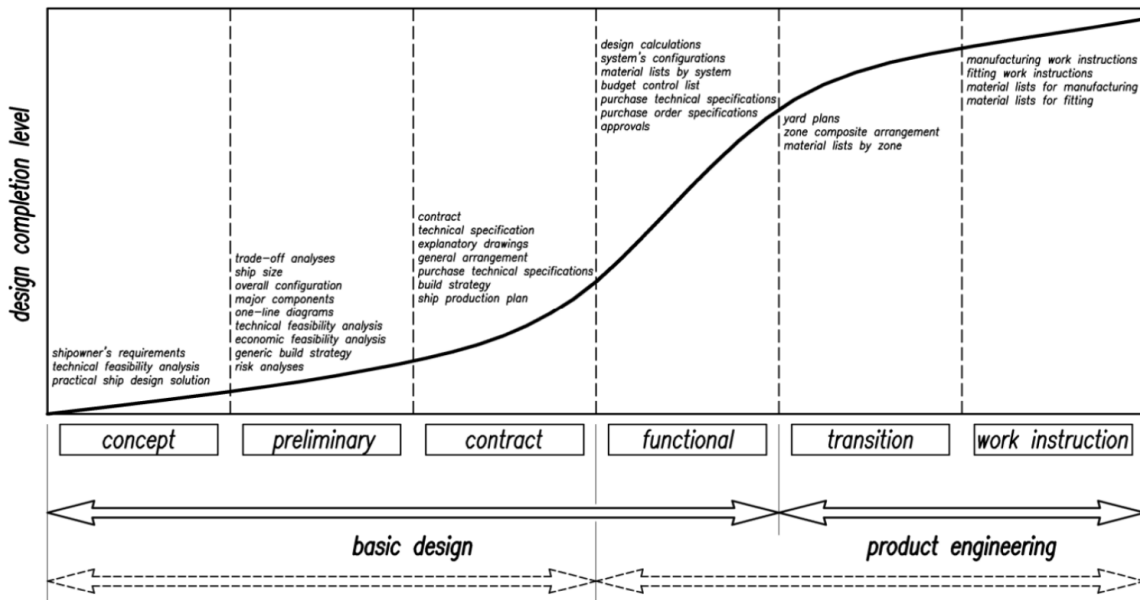 design completion level
shipowner's requirements
technical feasibility analysis
practical ship design solution
trade-off analyses
ship size
overall configuration
major components
one-line diagrams
technical feasibility analysis
economic feasibility analysis
generic build strategy
risk analyses
contract
technical specification
explanatory drawings
general arrangement
purchase technical specifications
build strategy
ship production plan
design calculations
system's configurations
material lists by system
budget control list
purchase technical specifications
purchase order specifications
approvals
yard plans
zone composite arrangement
material lists by zone
manufacturing work instructions
fitting work instructions
material lists for manufacturing
material lists for fitting
concept
preliminary
contract
functional
transition
work instruction
basic design
product engineering